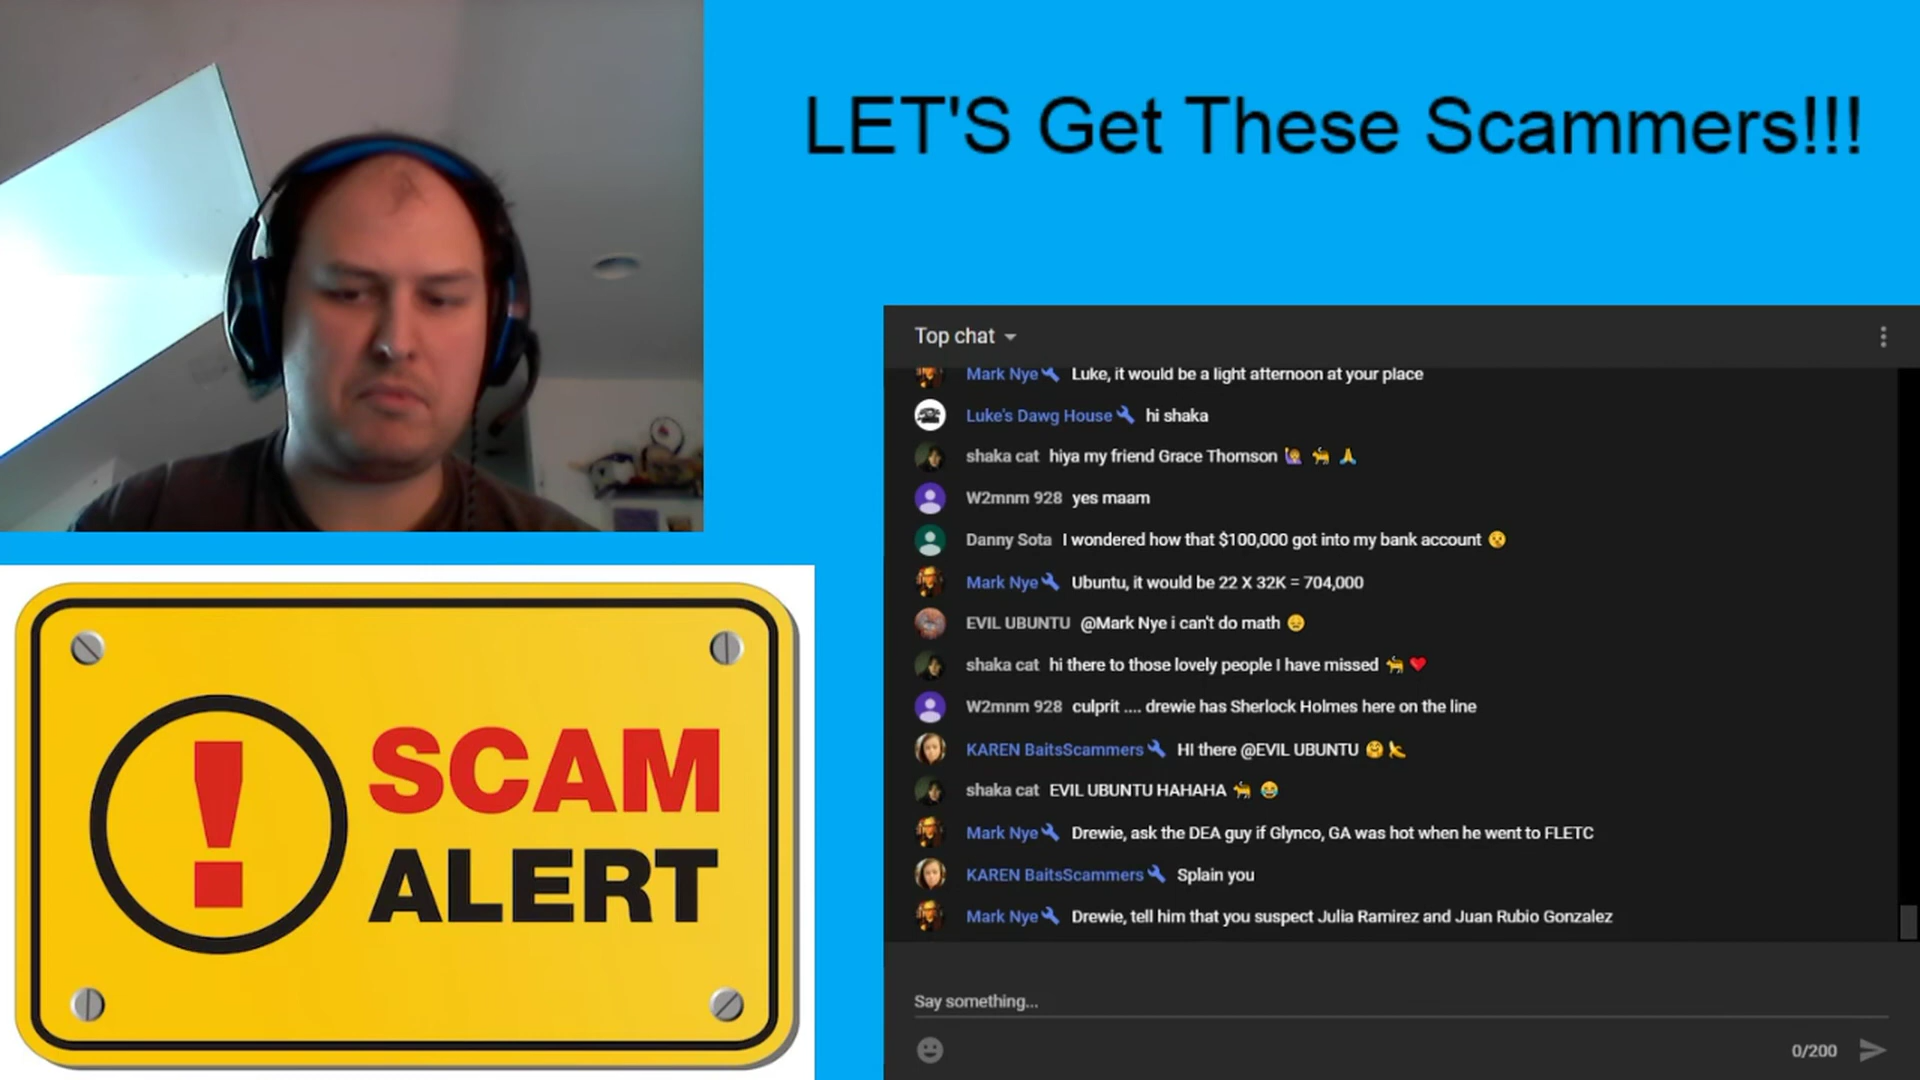 LET'S Get These Scammers!!!
Top chat
Mark Nye Luke, it would be a light afternoon at your place
Luke's Dawg House hi shaka
shaka cat hiya my friend Grace Thomson 🙋 🐈 🙏
W2mnm 928 yes maam
Danny Sota I wondered how that $100,000 got into my bank account 😟
Mark Nye Ubuntu, it would be 22 X 32K = 704,000
EVIL UBUNTU @Mark Nye i can't do math 😣
shaka cat hi there to those lovely people I have missed 🐈 ❤️
W2mnm 928 culprit .... drewie has Sherlock Holmes here on the line
KAREN BaitsScammers HI there @EVIL UBUNTU 🤗 🍌
shaka cat EVIL UBUNTU HAHAHA 🐈 😂
Mark Nye Drewie, ask the DEA guy if Glynco, GA was hot when he went to FLETC
KAREN BaitsScammers Splain you
Mark Nye Drewie, tell him that you suspect Julia Ramirez and Juan Rubio Gonzalez
Say something...
0/200
! SCAM
ALERT